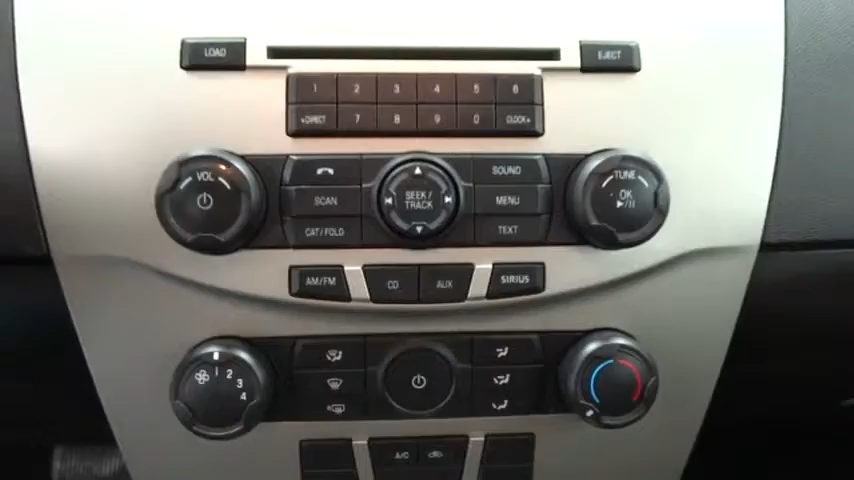 LOAD EJECT
1 2 3 4 5 6
<DIRECT 7 8 9 0 CLOCK>
VOL SOUND TUNE
SCAN SEEK/ TRACK MENU OK
CAT/FOLD TEXT
AM/FM CD AUX SIRIUS
1 2 3 4
A/C